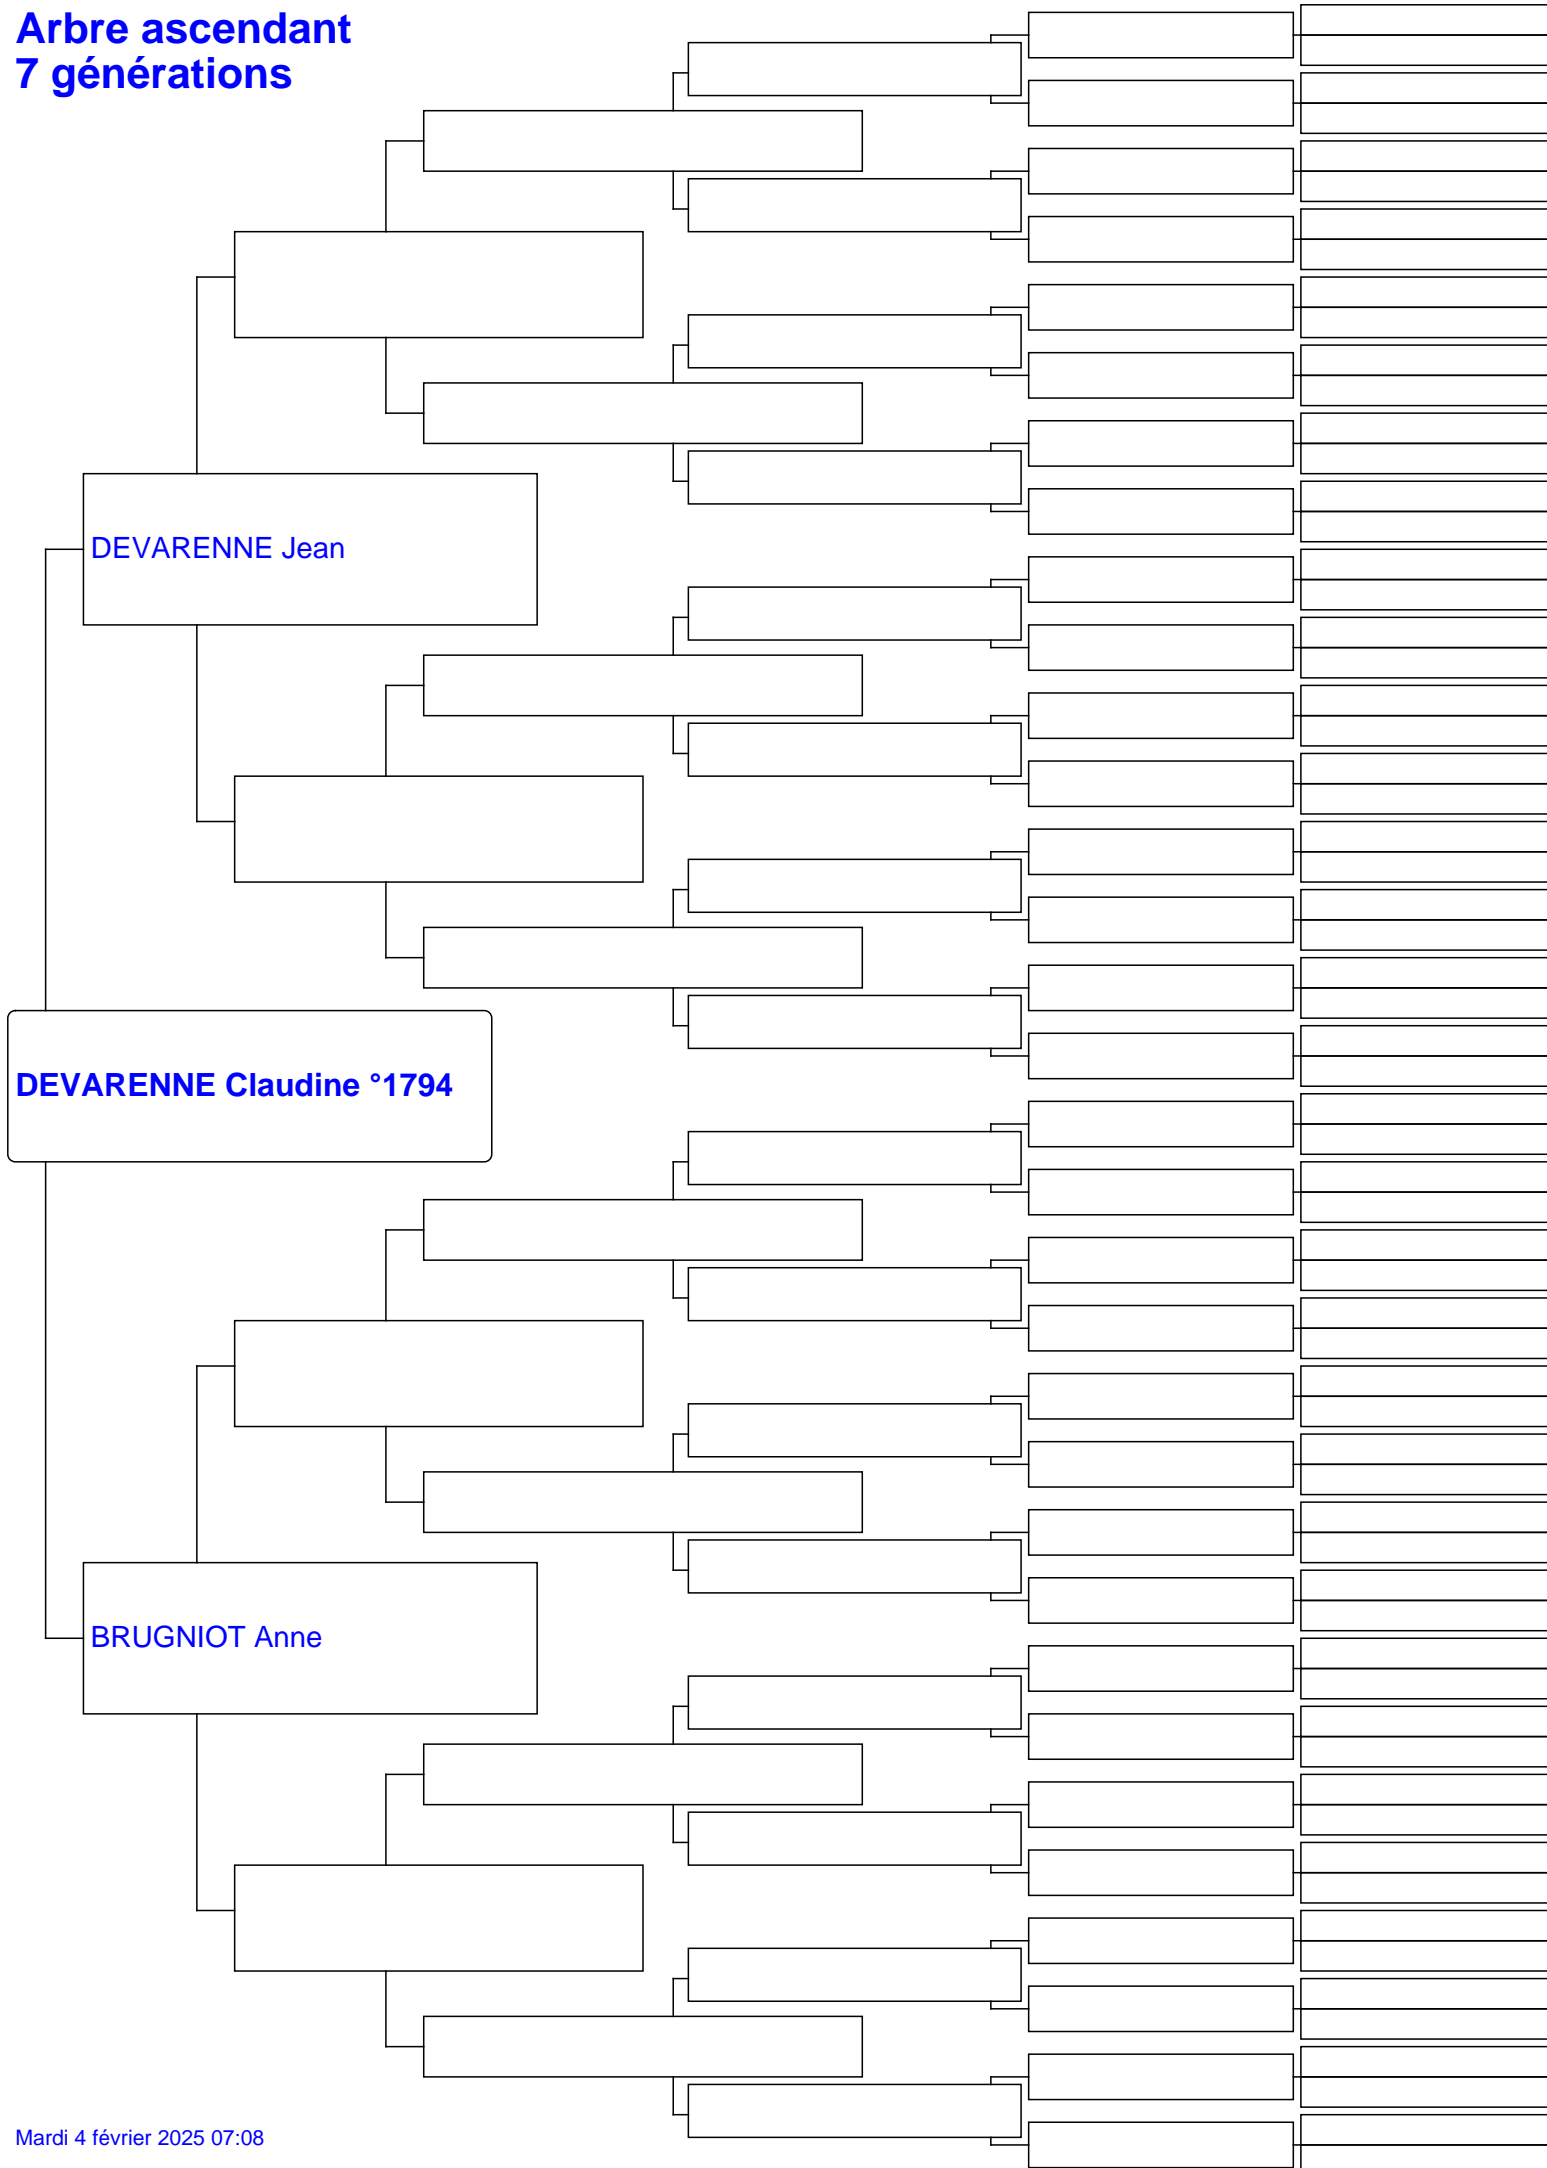 Arbre ascendant
7 générations
DEVARENNE Jean
DEVARENNE Claudine °1794
BRUGNIOT Anne
Mardi 4 février 2025 07:08